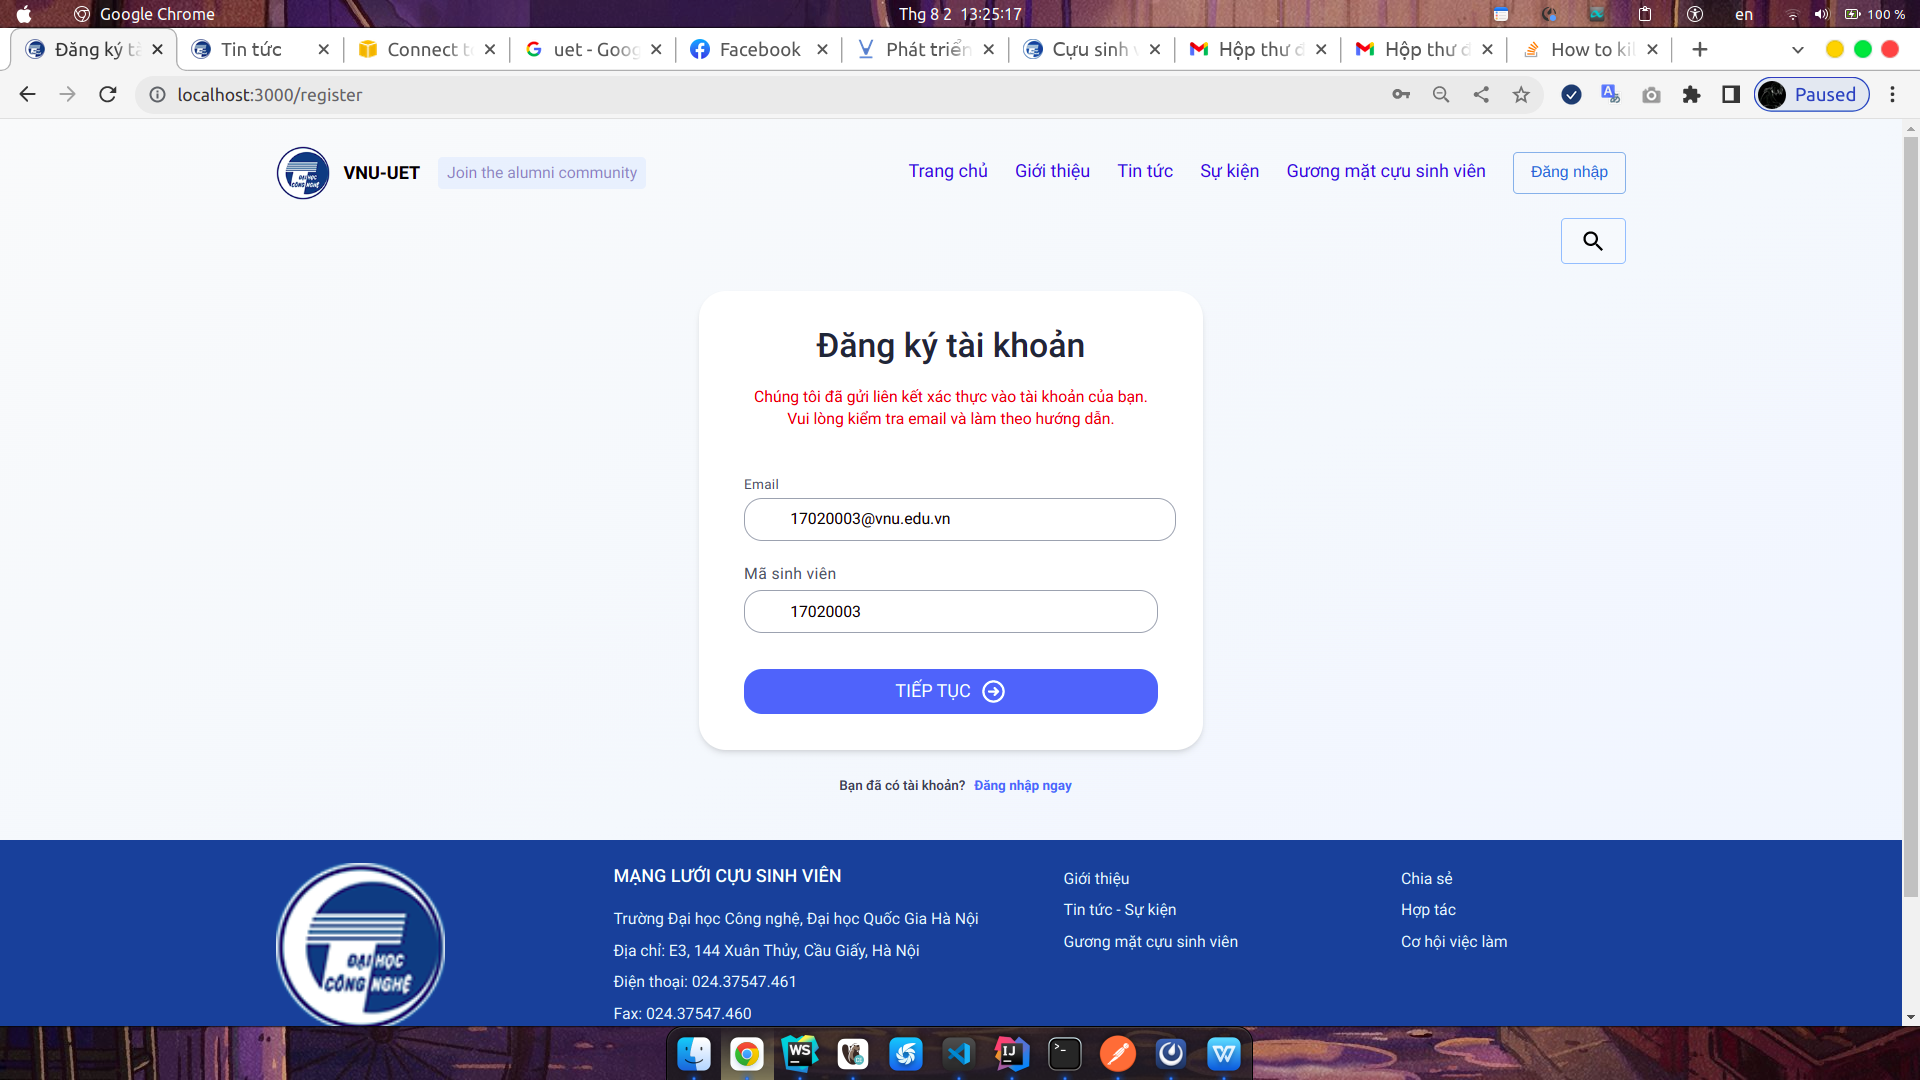 Google Chrome
Thg 8 2 13:25:17
en
100 %
Đăng ký tà
Tin tức
Connect t
uet - Goog
Facebook
Phát triển
Cựu sinh v
Hộp thư đ
Hộp thư đ
How to kil
localhost:3000/register
Paused
VNU-UET
Join the alumni community
Trang chủ
Giới thiệu
Tin tức
Sự kiện
Gương mặt cựu sinh viên
Đăng nhập
Đăng ký tài khoản
Chúng tôi đã gửi liên kết xác thực vào tài khoản của bạn.
Vui lòng kiểm tra email và làm theo hướng dẫn.
Email
17020003@vnu.edu.vn
Mã sinh viên
17020003
TIẾP TỤC
Bạn đã có tài khoản? Đăng nhập ngay
ĐẠI HỌC
CÔNG NGHỆ
MẠNG LƯỚI CỰU SINH VIÊN
Trường Đại học Công nghệ, Đại học Quốc Gia Hà Nội
Địa chỉ: E3, 144 Xuân Thủy, Cầu Giấy, Hà Nội
Điện thoại: 024.37547.461
Fax: 024.37547.460
Giới thiệu
Tin tức - Sự kiện
Gương mặt cựu sinh viên
Chia sẻ
Hợp tác
Cơ hội việc làm
WS
IJ